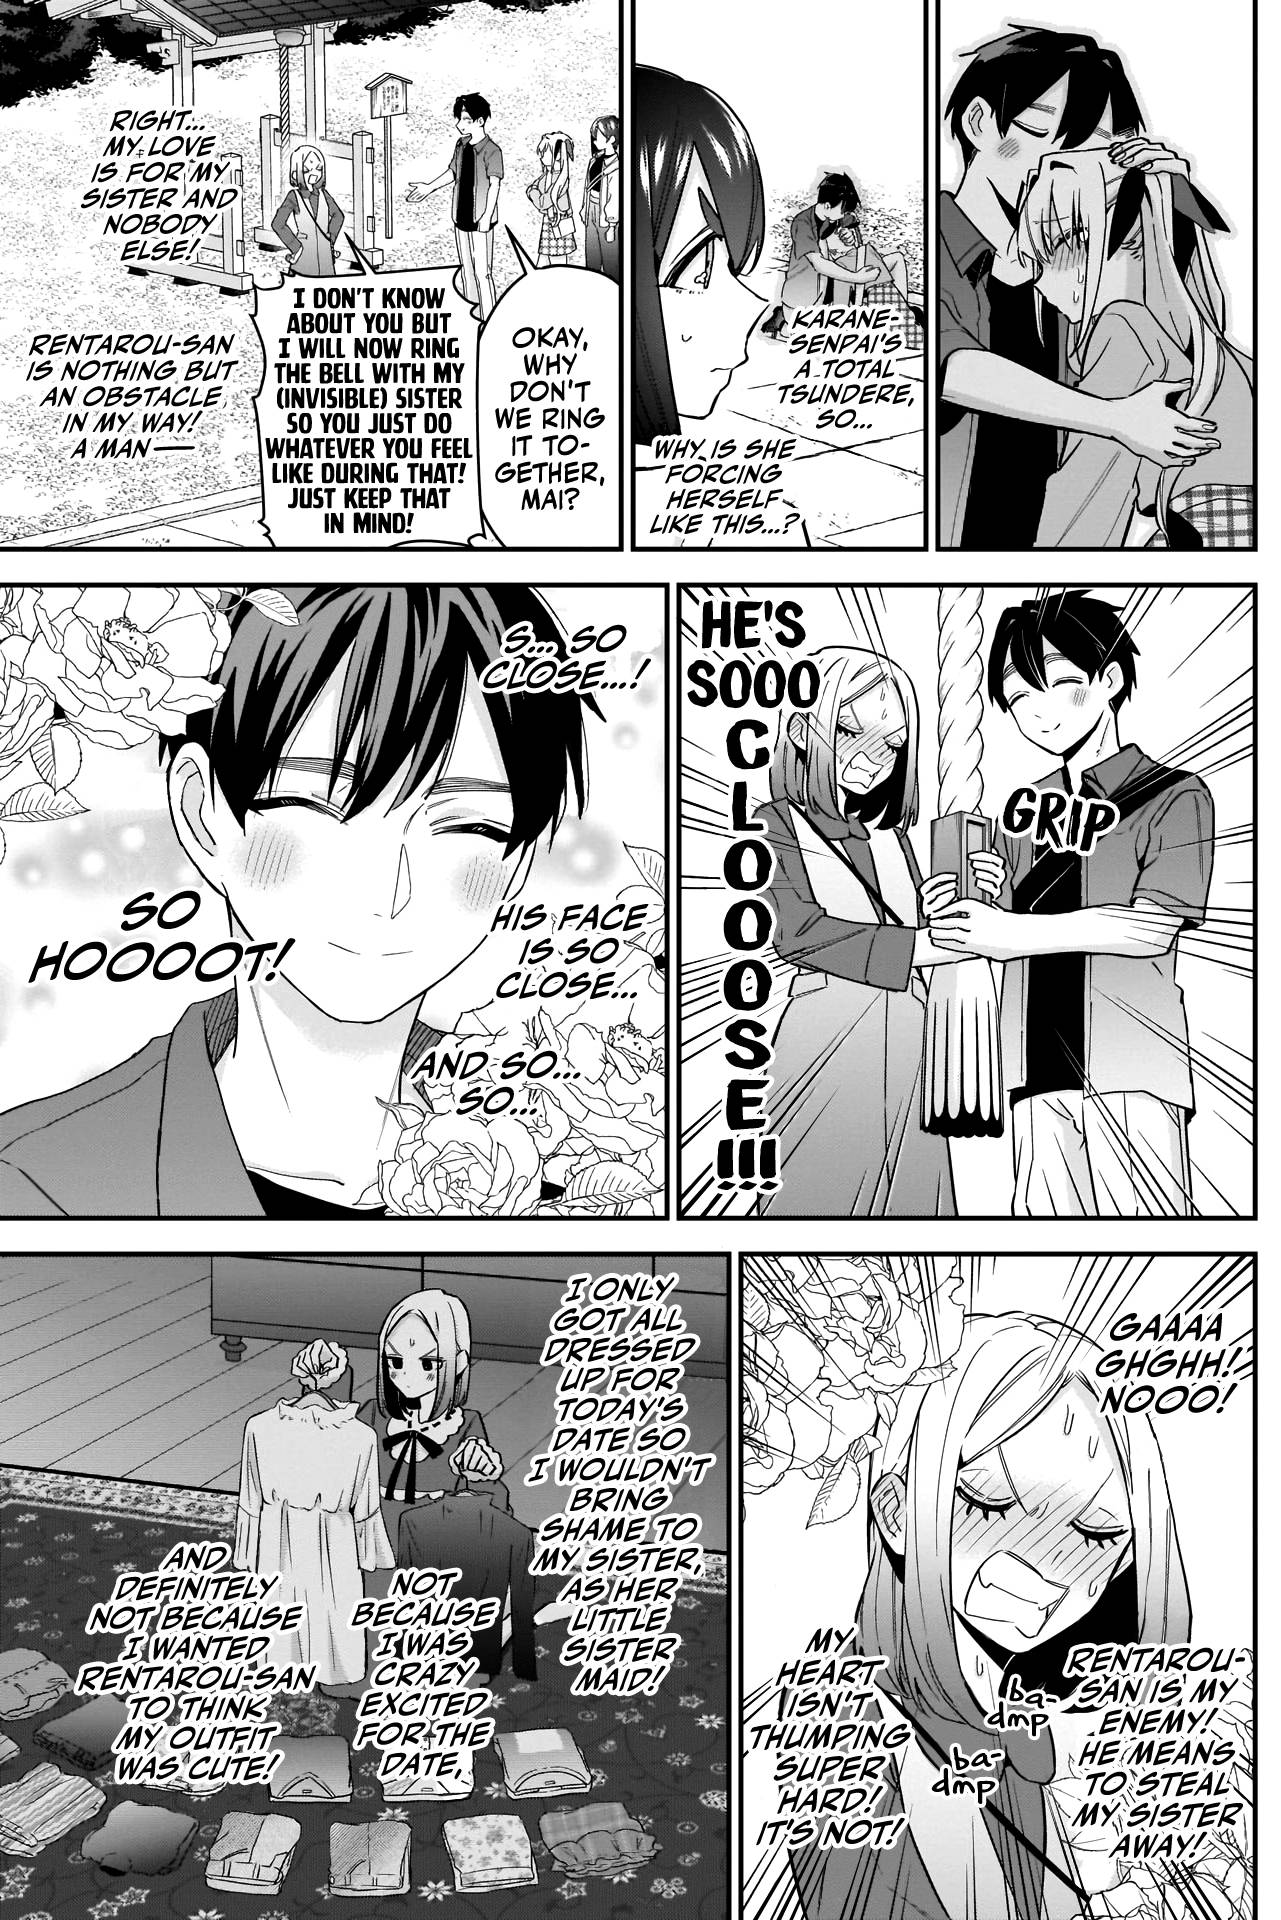 KARANE-
SENPAI'S
A TOTAL
TSUNDERE,
SO...
WHY IS SHE
FORCING
HERSELF
LIKE THIS...?
OKAY,
WHY
DON'T
WE RING
IT TO-
GETHER,
MAI?
I DON'T KNOW
ABOUT YOU BUT
I WILL NOW RING
THE BELL WITH MY
(INVISIBLE) SISTER
SO YOU JUST DO
WHATEVER YOU FEEL
LIKE DURING THAT!
JUST KEEP THAT
IN MIND!
RIGHT...
MY LOVE
IS FOR MY
SISTER AND
NOBODY
ELSE!
RENTAROU-SAN
IS NOTHING BUT
AN OBSTACLE
IN MY WAY!
A MAN—
GRIP
HE'S
SOOO
CLOOOSE!!!
S... SO
CLOSE...!
HIS FACE
IS SO
CLOSE...
AND SO...
SO...
SO
HOOOOT!
GAAAA
GHGHH!
NOOO!
RENTAROU-
SAN IS MY
ENEMY!
HE MEANS
TO STEAL
MY SISTER
AWAY!
ba-
dmp
ba-
dmp
MY
HEART
ISN'T
THUMPING
SUPER
HARD!
IT'S NOT!
I ONLY
GOT ALL
DRESSED
UP FOR
TODAY'S
DATE SO
I WOULDN'T
BRING
SHAME TO
MY SISTER,
AS HER
LITTLE
SISTER
MAID!
NOT
BECAUSE
I WAS
CRAZY
EXCITED
FOR THE
DATE,
AND
DEFINITELY
NOT BECAUSE
I WANTED
RENTAROU-SAN
TO THINK
MY OUTFIT
WAS CUTE!